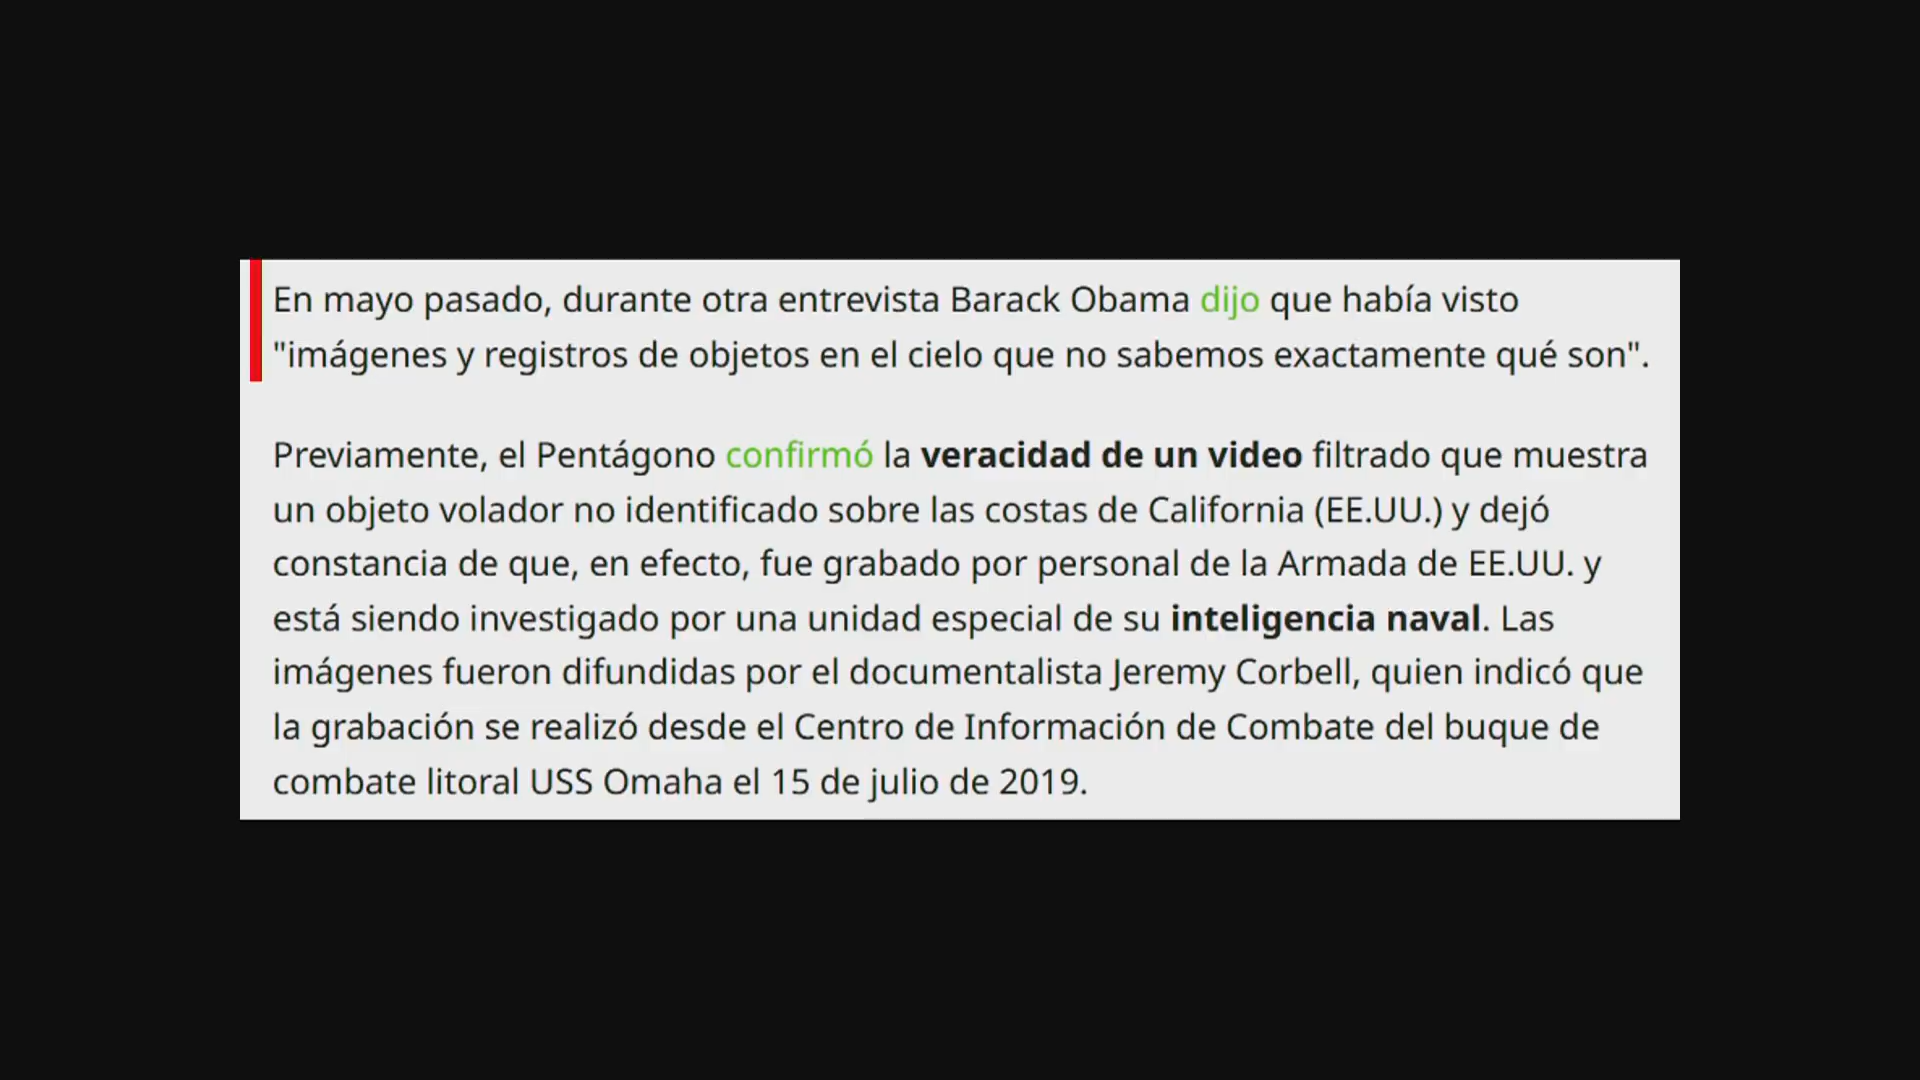 En mayo pasado, durante otra entrevista Barack Obama dijo que había visto
"imágenes y registros de objetos en el cielo que no sabemos exactamente qué son".
Previamente, el Pentágono confirmó la veracidad de un video filtrado que muestra
un objeto volador no identificado sobre las costas de California (EE.UU.) y dejó
constancia de que, en efecto, fue grabado por personal de la Armada de EE.UU. y
está siendo investigado por una unidad especial de su inteligencia naval. Las
imágenes fueron difundidas por el documentalista Jeremy Corbell, quien indicó que
la grabación se realizó desde el Centro de Información de Combate del buque de
combate litoral USS Omaha el 15 de julio de 2019.